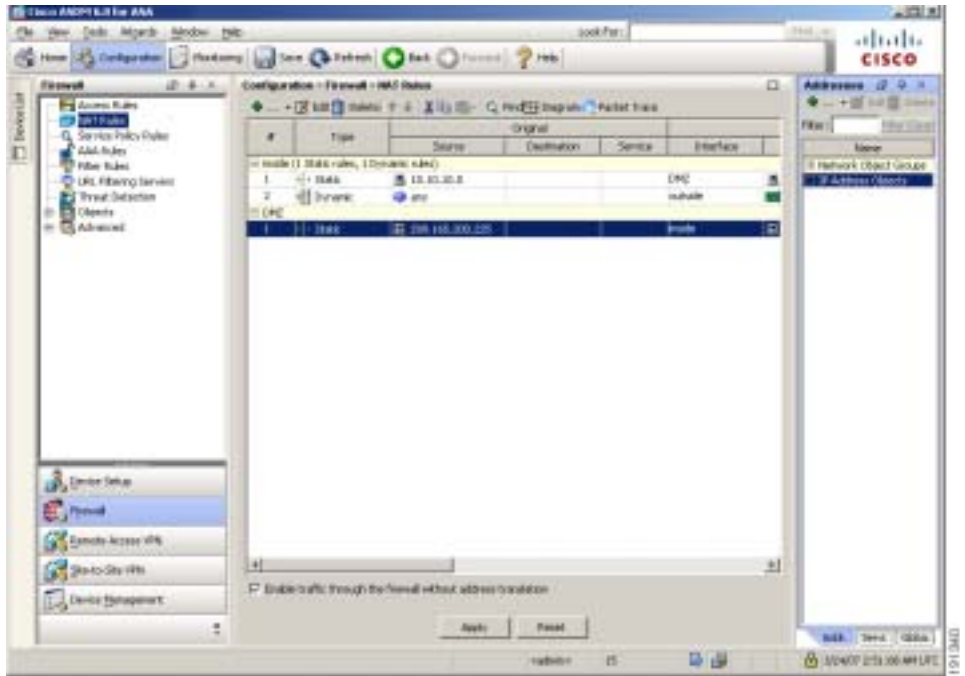 Cisco ASDM 6.0 for ASA
File View Tools Wizards Window Help
Look For:
Home Configuration Monitoring Save Refresh Back Forward Help
CISCO
Device List
Firewall
Access Rules
NAT Rules
Service Policy Rules
AAA Rules
Filter Rules
URL Filtering Servers
Threat Detection
Objects
Advanced
Device Setup
Firewall
Remote Access VPN
Site-to-Site VPN
Device Management
Configuration > Firewall > NAT Rules
Edit Delete Find Diagram Packet Trace
Original
# Type Source Destination Service Interface
inside (1 Static rules, 1 Dynamic rules)
1 Static 10.10.10.0 DMZ
2 Dynamic any outside
DMZ
1 Static 209.165.200.225 inside
Enable traffic through the firewall without address translation
Apply Reset
Addresses
Filter:
Name
Network Object Groups
IP Address Objects
<admin> 15
191340